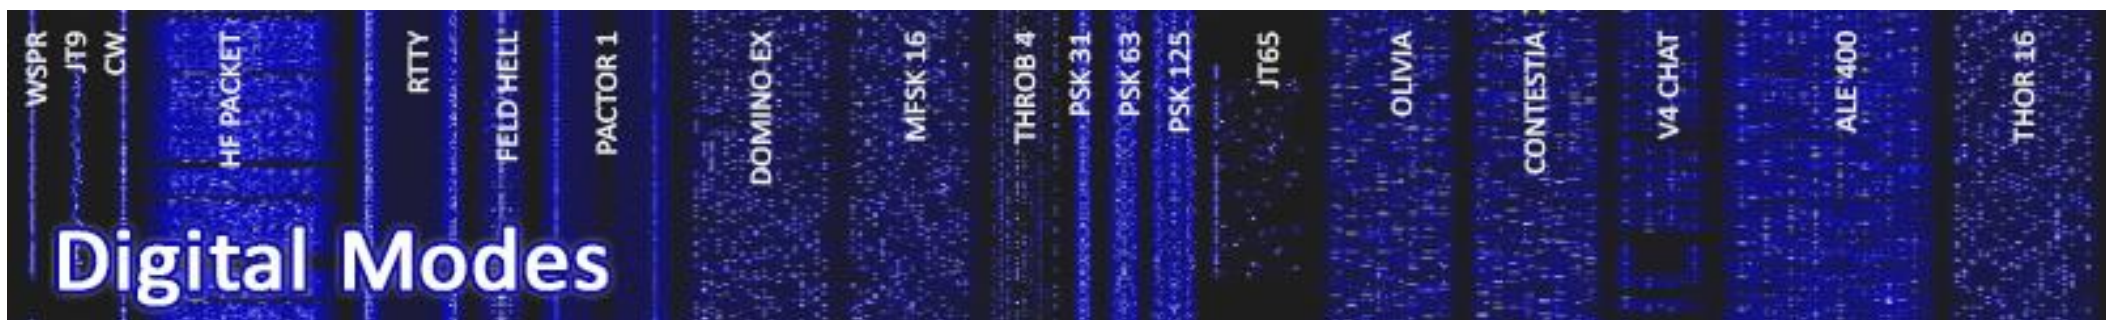 WSPR
JT9
CW
HF PACKET
RTTY
FELD HELL
PACTOR 1
DOMINO EX
MFSK 16
THROB 4
PSK 31
PSK 63
PSK 125
JT65
OLIVIA
CONTESTIA
V4 CHAT
ALE 400
THOR 16
Digital Modes